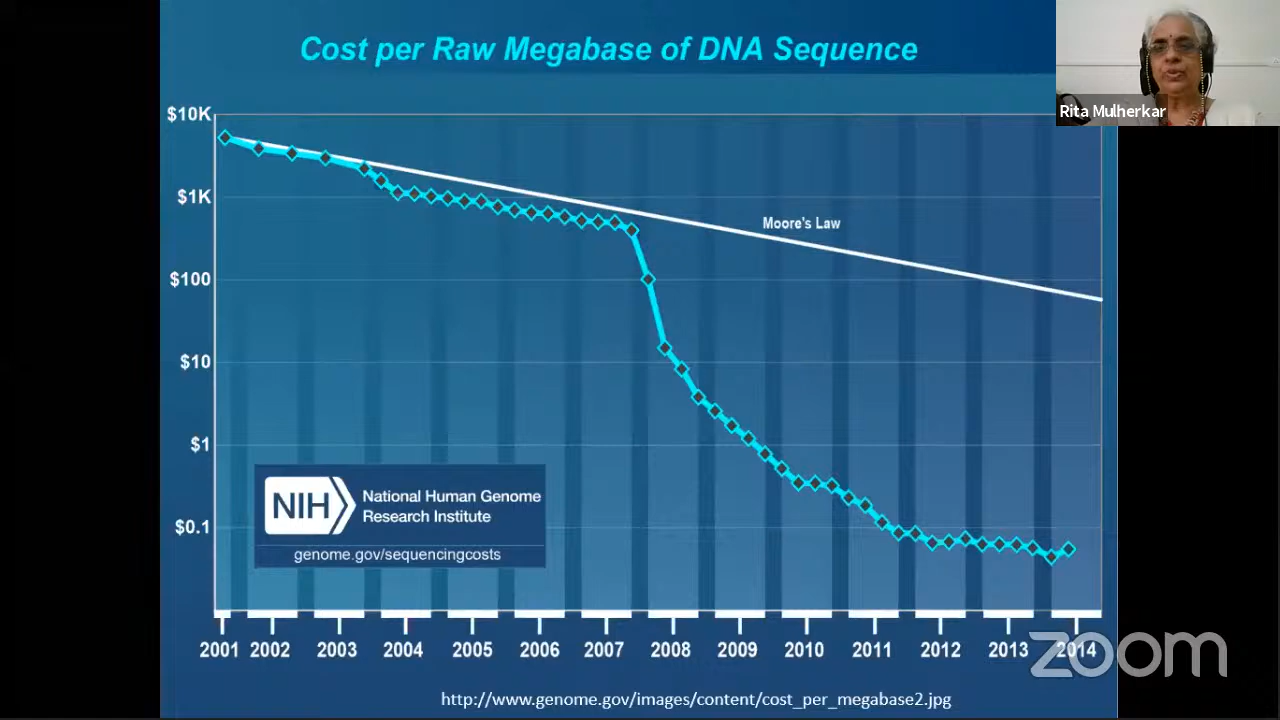 Cost per Raw Megabase of DNA Sequence
Rita Mulherkar
$10K
$1K
Moore's Law
$100
$10
$1
NIH
National Human Genome
Research Institute
genome.gov/sequencingcosts
$0.1
2001 2002 2003 2004 2005 2006 2007 2008 2009 2010 2011 2012 2013 2014
zoom
http://www.genome.gov/images/content/cost_per_megabase2.jpg